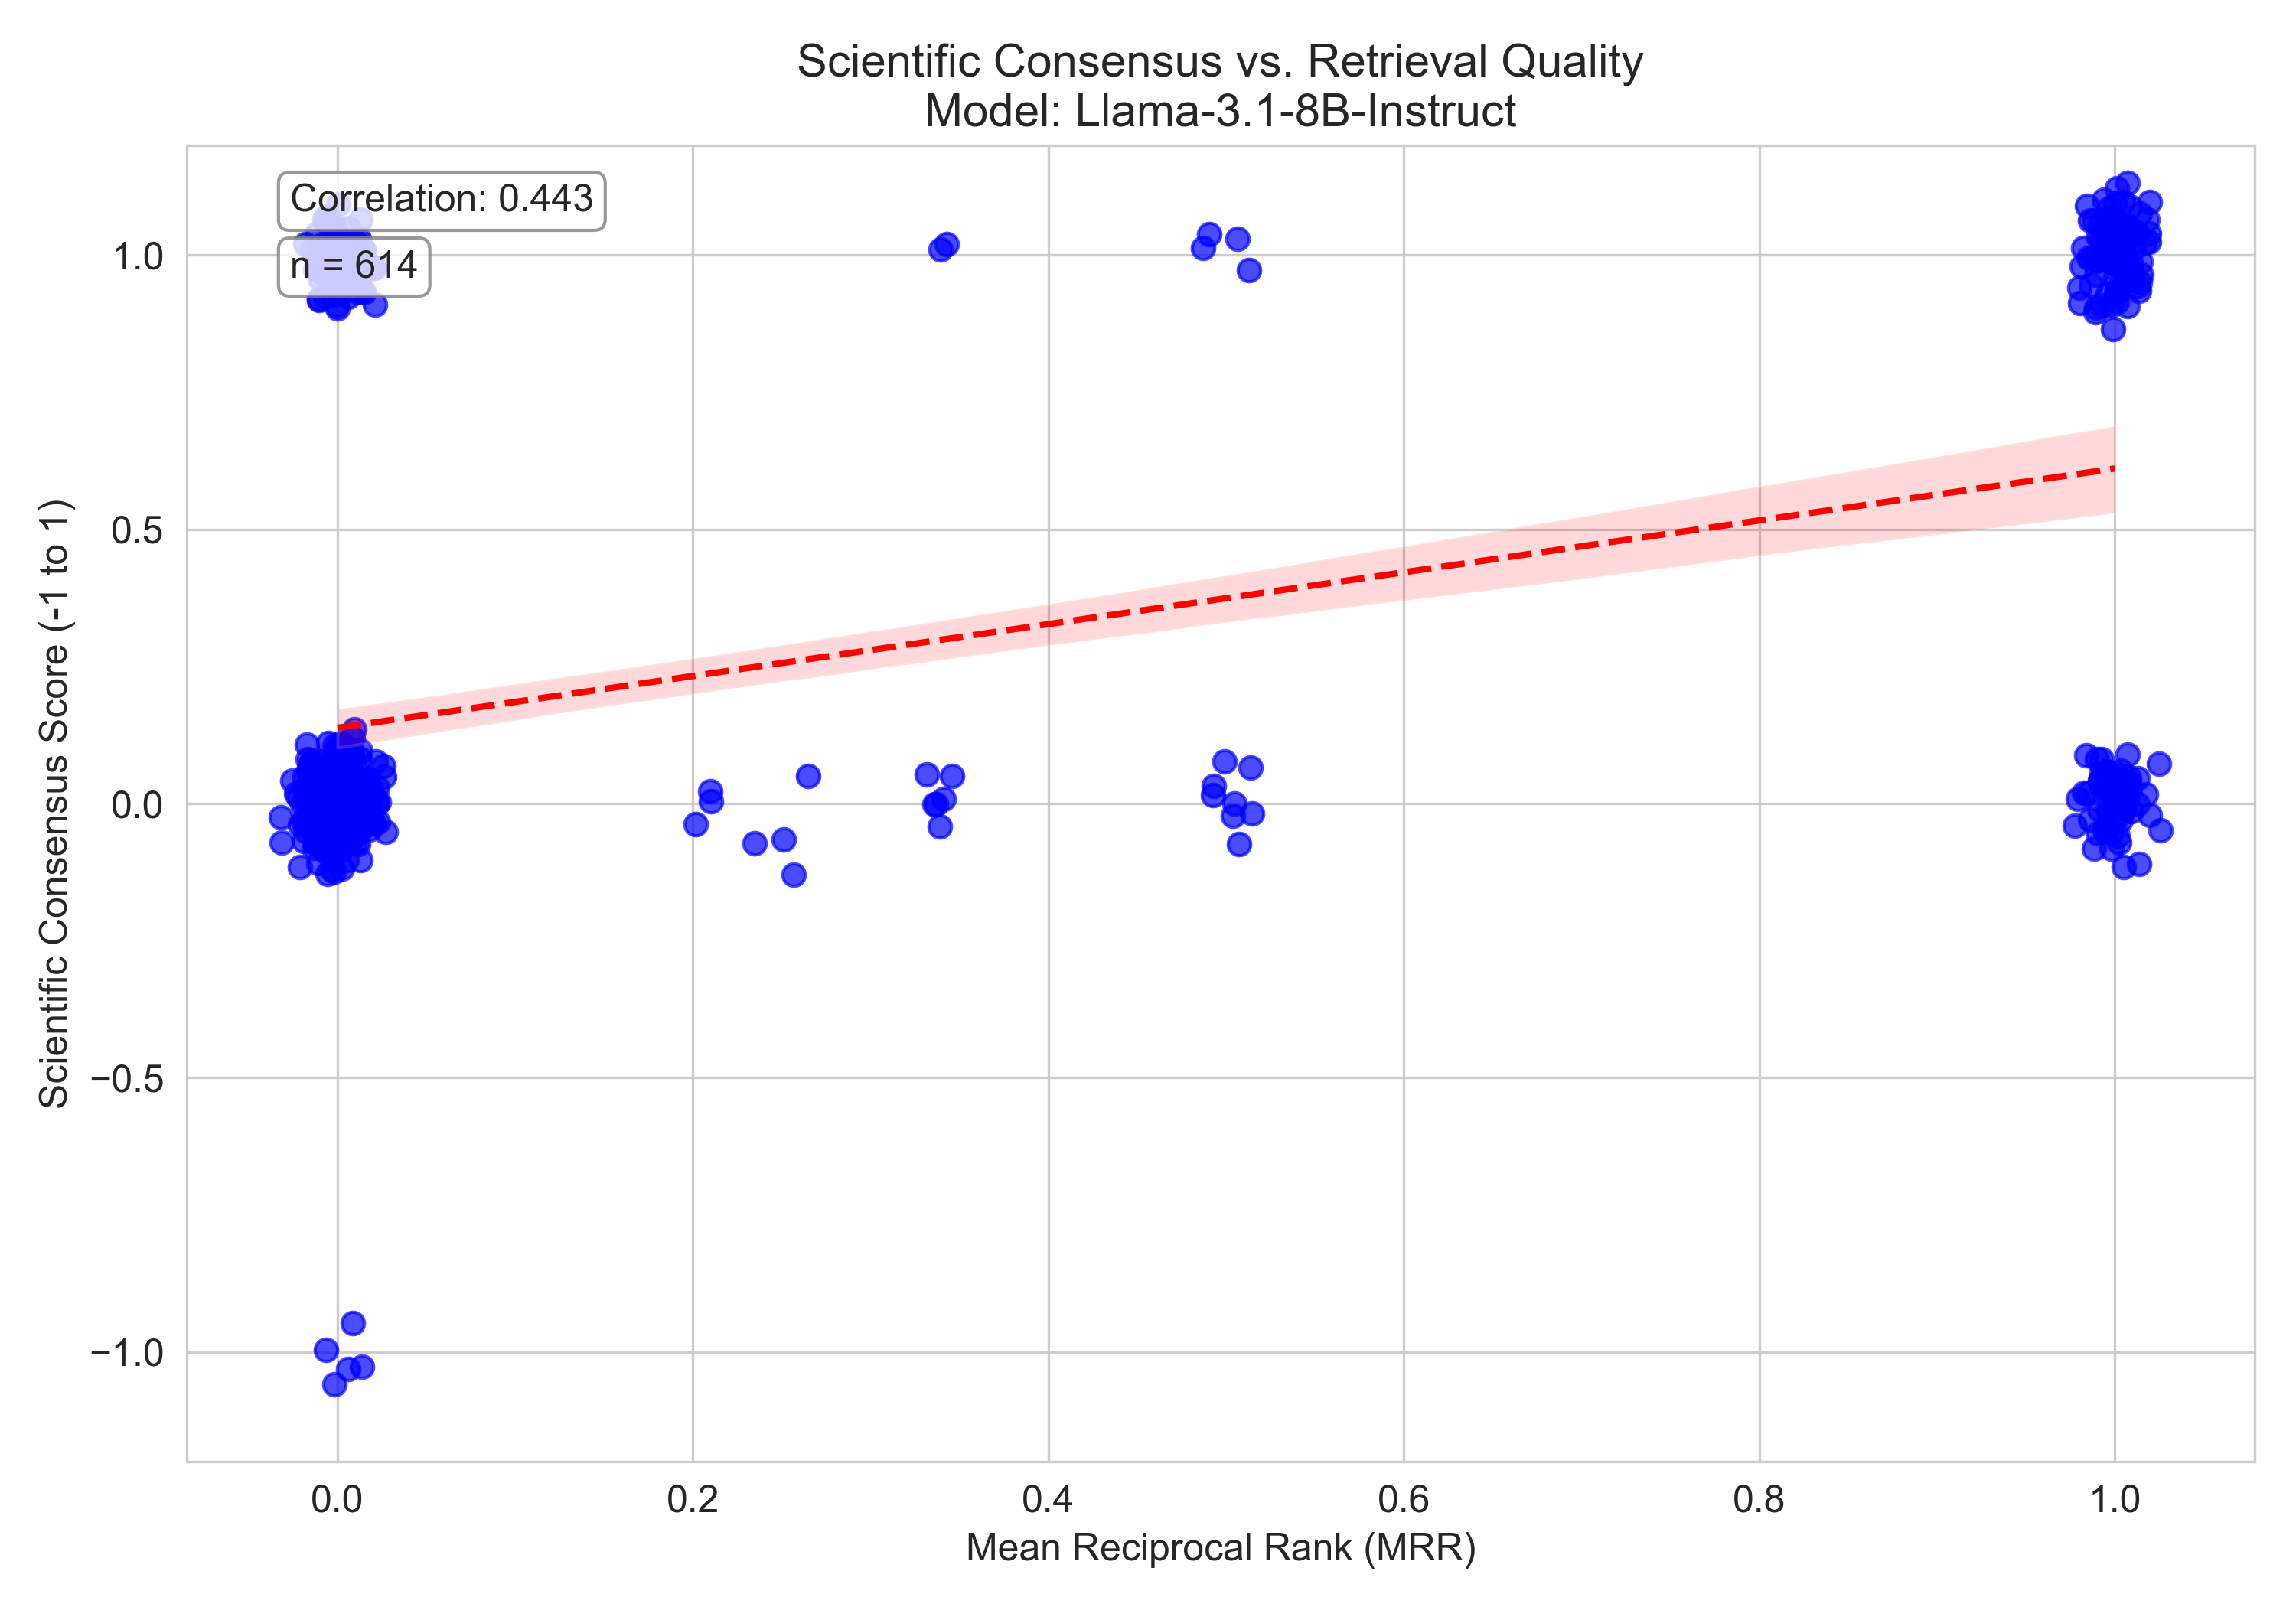 Scientific Consensus vs. Retrieval Quality
Model: Llama-3.1-8B-Instruct
Correlation: 0.443
n = 614
Scientific Consensus Score (-1 to 1)
1.0
0.5
0.0
−0.5
−1.0
0.0 0.2 0.4 0.6 0.8 1.0
Mean Reciprocal Rank (MRR)